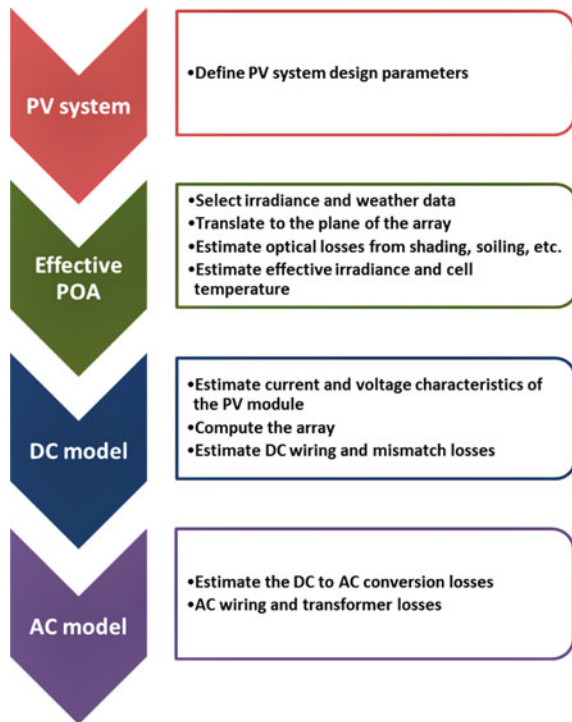 PV system
•Define PV system design parameters
Effective
POA
•Select irradiance and weather data
•Translate to the plane of the array
•Estimate optical losses from shading, soiling, etc.
•Estimate effective irradiance and cell
temperature
DC model
•Estimate current and voltage characteristics of
the PV module
•Compute the array
•Estimate DC wiring and mismatch losses
AC model
•Estimate the DC to AC conversion losses
•AC wiring and transformer losses